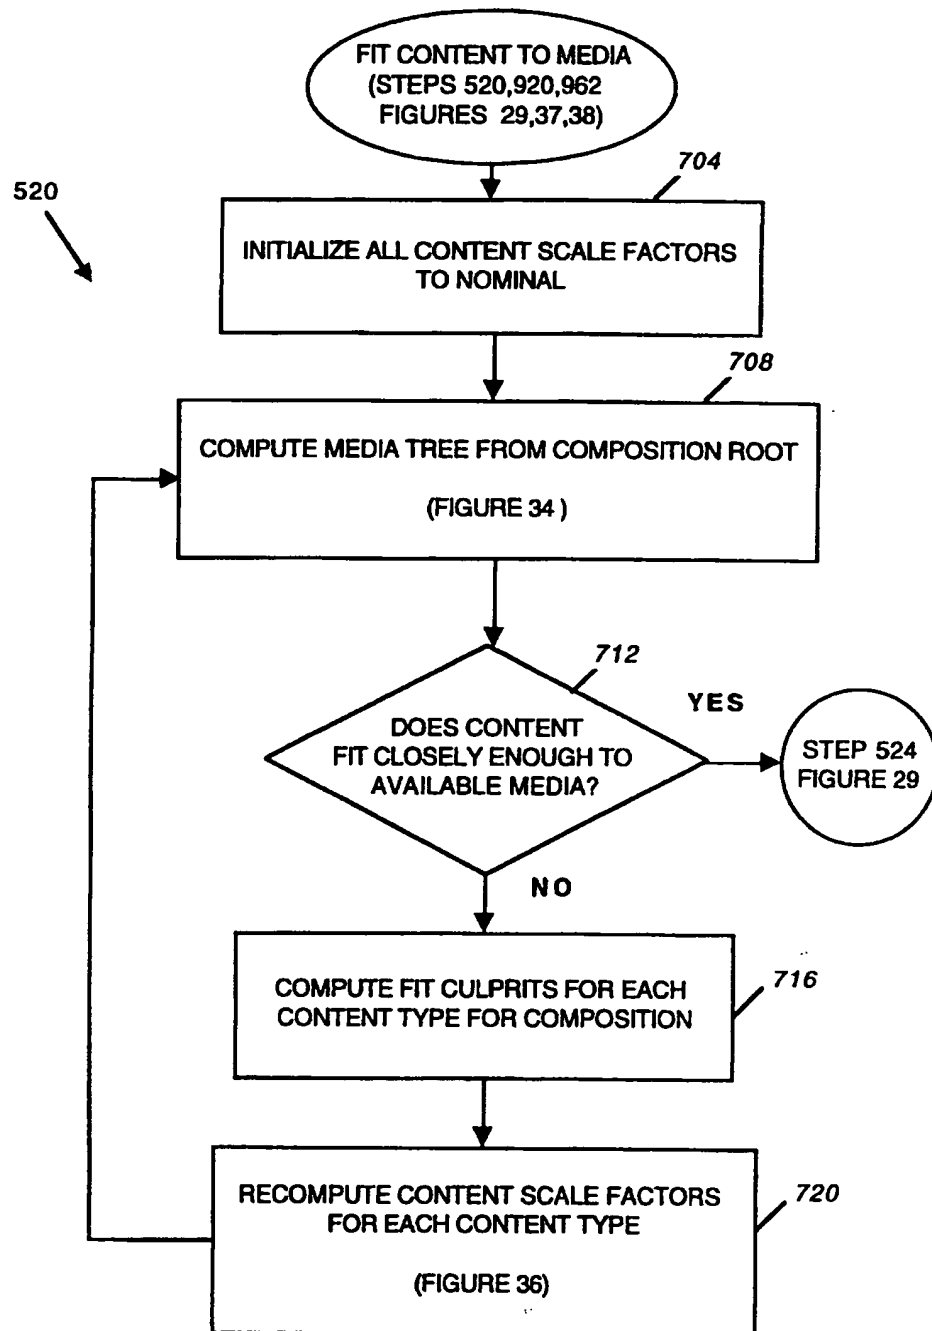 FIT CONTENT TO MEDIA
(STEPS 520,920,962
FIGURES 29,37,38)
704
520
INITIALIZE ALL CONTENT SCALE FACTORS
TO NOMINAL
708
COMPUTE MEDIA TREE FROM COMPOSITION ROOT
(FIGURE 34 )
712
YES
DOES CONTENT
FIT CLOSELY ENOUGH TO
AVAILABLE MEDIA?
STEP 524
FIGURE 29
NO
716
COMPUTE FIT CULPRITS FOR EACH
CONTENT TYPE FOR COMPOSITION
720
RECOMPUTE CONTENT SCALE FACTORS
FOR EACH CONTENT TYPE
(FIGURE 36)